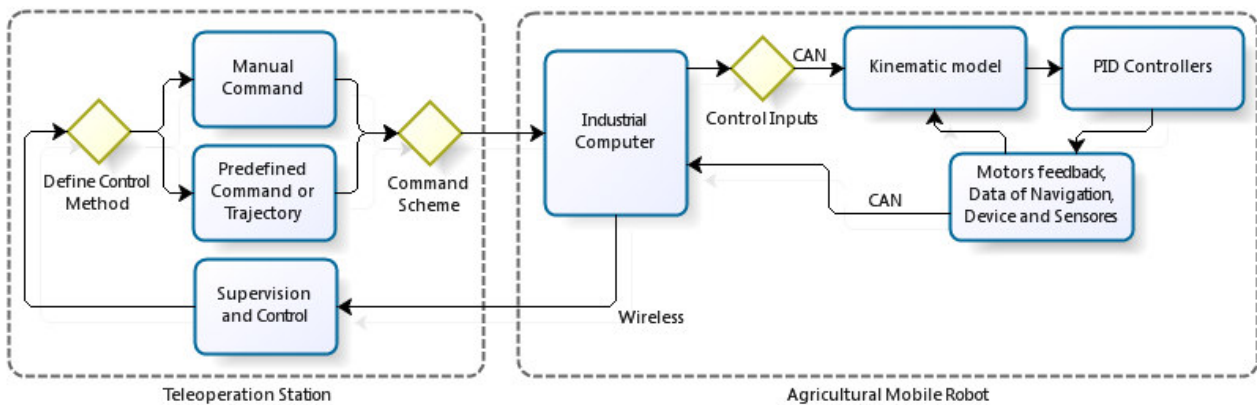 Manual
Command
Define Control
Method
Predefined
Command or
Trajectory
Command
Scheme
Supervision
and Control
Teleoperation Station
Industrial
Computer
Control Inputs
CAN
Kinematic model
PID Controllers
Motors feedback,
Data of Navigation,
Device and Sensores
CAN
Wireless
Agricultural Mobile Robot